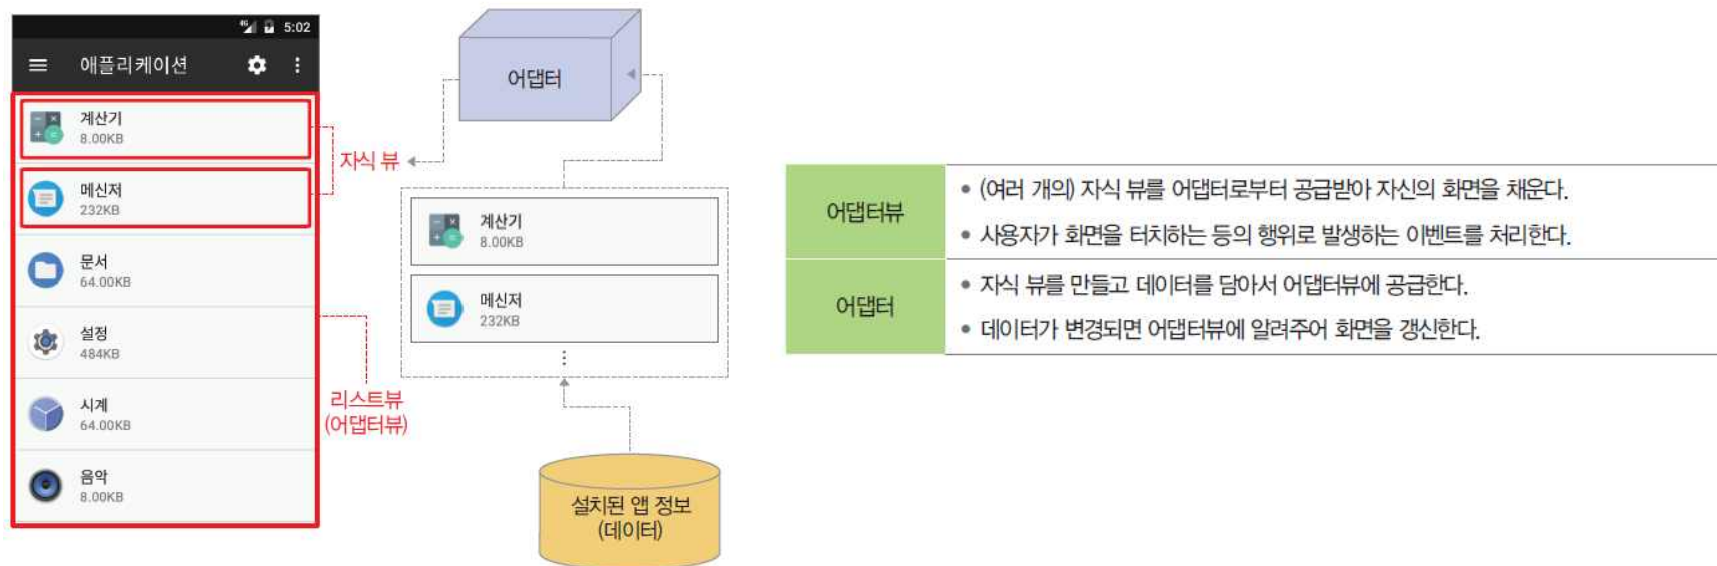 4G 5:02
애플리케이션
계산기
8.00KB
메신저
232KB
문서
64.00KB
설정
484KB
시계
64.00KB
음악
8.00KB
자식 뷰
리스트뷰
(어댑터뷰)
어댑터
계산기
8.00KB
메신저
232KB
⋮
설치된 앱 정보
(데이터)
어댑터뷰
• (여러 개의) 자식 뷰를 어댑터로부터 공급받아 자신의 화면을 채운다.
• 사용자가 화면을 터치하는 등의 행위로 발생하는 이벤트를 처리한다.
어댑터
• 자식 뷰를 만들고 데이터를 담아서 어댑터뷰에 공급한다.
• 데이터가 변경되면 어댑터뷰에 알려주어 화면을 갱신한다.